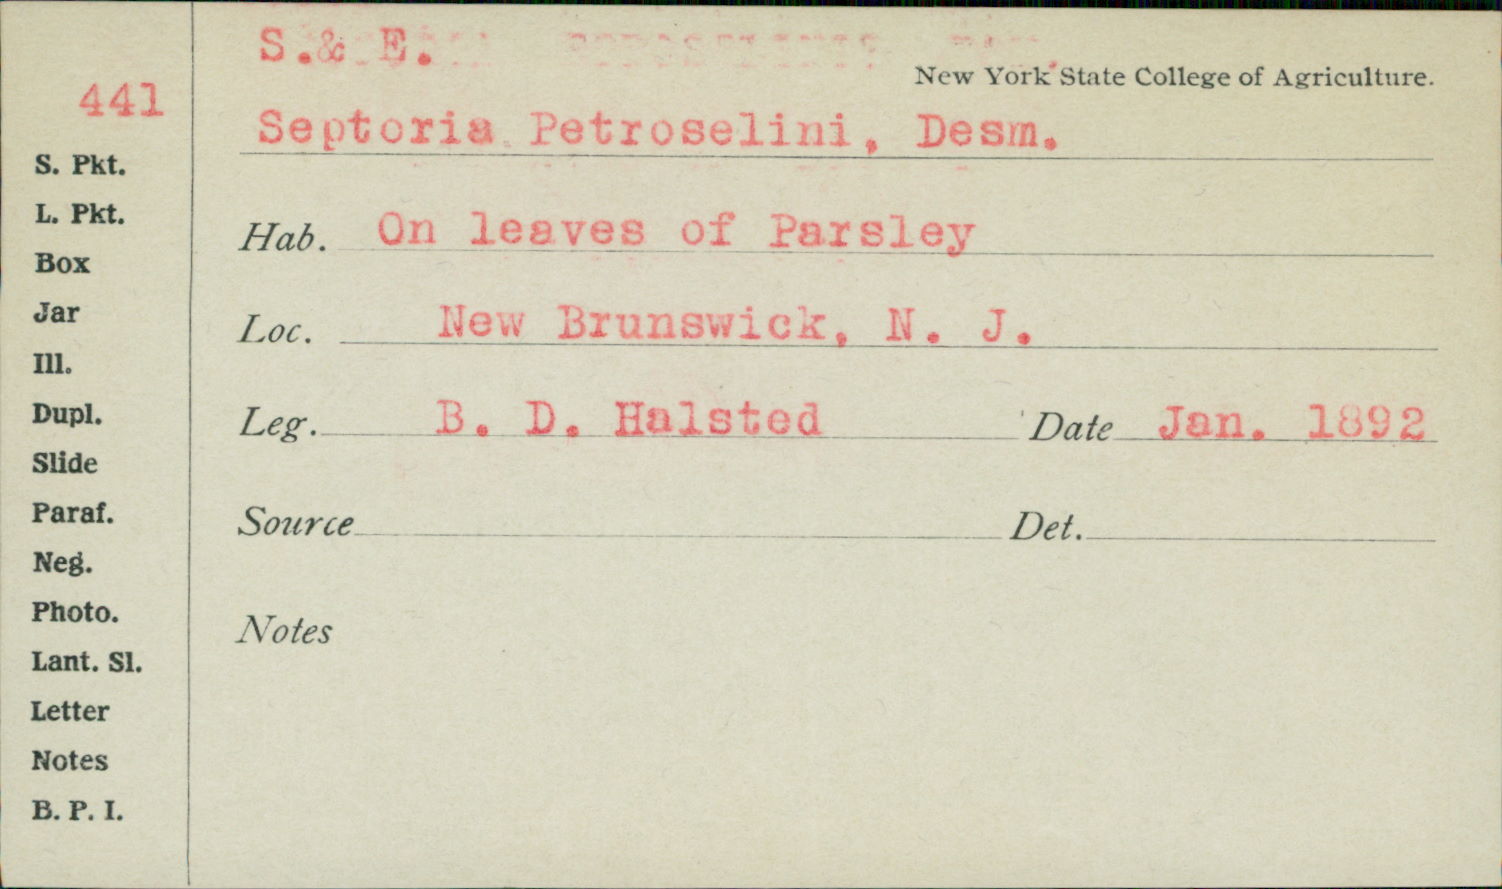 S.& E.
New York State College of Agriculture.
441
Septoria Petroselini, Desm.
S. Pkt.
L. Pkt.
Hab. On leaves of Parsley
Box
Jar
Loc. New Brunswick, N. J.
Ill.
Dupl.
Leg. B. D. Halsted Date Jan. 1892
Slide
Paraf.
Source Det.
Neg.
Photo.
Notes
Lant. Sl.
Letter
Notes
B. P. I.